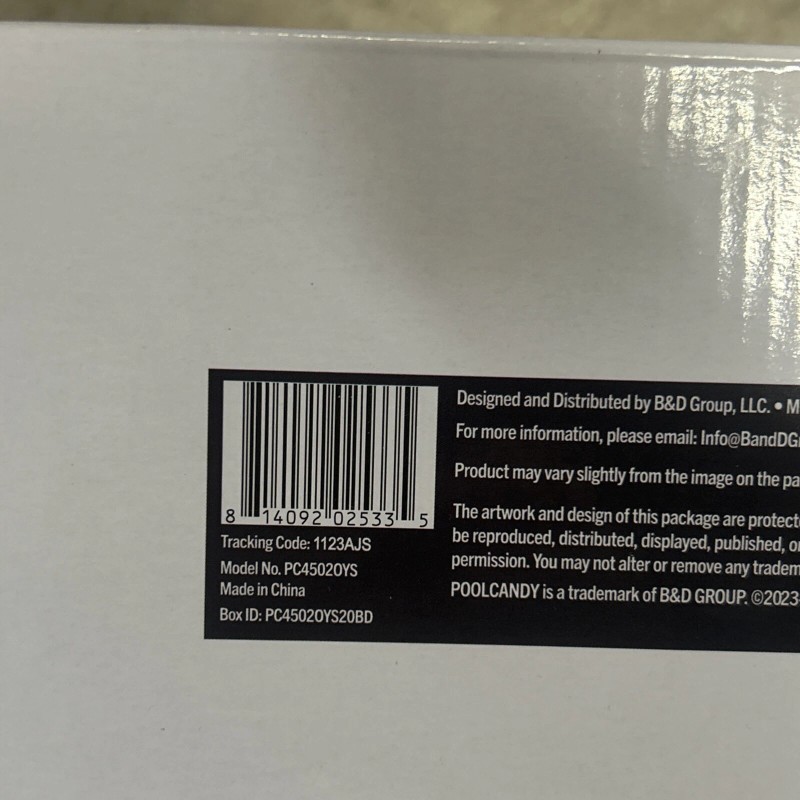 8 14092 02533 5
Tracking Code: 1123AJS
Model No. PC4502OYS
Made in China
Box ID: PC4502OYS20BD
Designed and Distributed by B&D Group, LLC. •
For more information, please email:
Product may vary slightly from the image on the
The artwork and design of this package are
be reproduced, distributed, displayed, published,
permission. You may not alter or remove any
POOLCANDY is a trademark of B&D GROUP. ©2023